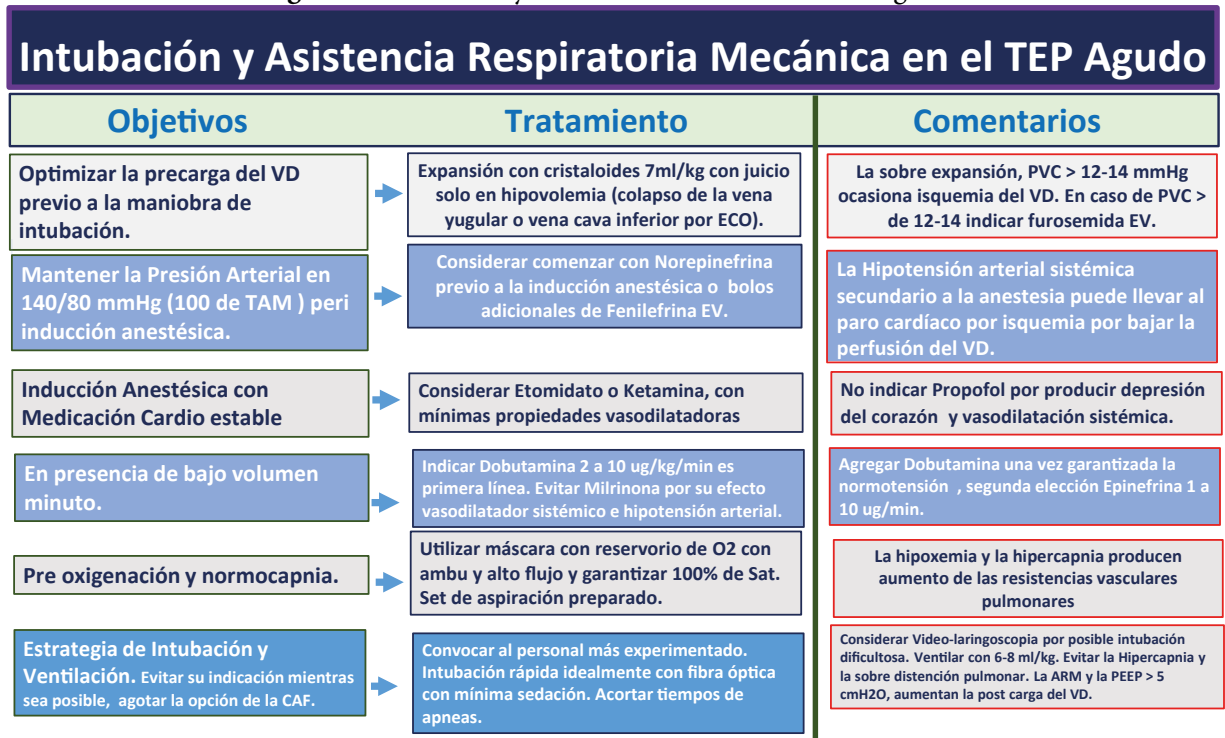 Intubación y Asistencia Respiratoria Mecánica en el TEP Agudo
Objetivos
Tratamiento
Comentarios
Optimizar la precarga del VD
previo a la maniobra de
intubación.
Expansión con cristaloides 7ml/kg con juicio
solo en hipovolemia (colapso de la vena
yugular o vena cava inferior por ECO).
La sobre expansión, PVC > 12-14 mmHg
ocasiona isquemia del VD. En caso de PVC >
de 12-14 indicar furosemida EV.
Mantener la Presión Arterial en
140/80 mmHg (100 de TAM ) peri
inducción anestésica.
Considerar comenzar con Norepinefrina
previo a la inducción anestésica o bolos
adicionales de Fenilefrina EV.
La Hipotensión arterial sistémica
secundario a la anestesia puede llevar al
paro cardíaco por isquemia por bajar la
perfusión del VD.
Inducción Anestésica con
Medicación Cardio estable
Considerar Etomidato o Ketamina, con
mínimas propiedades vasodilatadoras
No indicar Propofol por producir depresión
del corazón y vasodilatación sistémica.
En presencia de bajo volumen
minuto.
Indicar Dobutamina 2 a 10 ug/kg/min es
primera línea. Evitar Milrinona por su efecto
vasodilatador sistémico e hipotensión arterial.
Agregar Dobutamina una vez garantizada la
normotensión , segunda elección Epinefrina 1 a
10 ug/min.
Pre oxigenación y normocapnia.
Utilizar máscara con reservorio de O2 con
ambu y alto flujo y garantizar 100% de Sat.
Set de aspiración preparado.
La hipoxemia y la hipercapnia producen
aumento de las resistencias vasculares
pulmonares
Estrategia de Intubación y
Ventilación. Evitar su indicación mientras
sea posible, agotar la opción de la CAF.
Convocar al personal más experimentado.
Intubación rápida idealmente con fibra óptica
con mínima sedación. Acortar tiempos de
apneas.
Considerar Video-laringoscopia por posible intubación
dificultosa. Ventilar con 6-8 ml/kg. Evitar la Hipercapnia y
la sobre distención pulmonar. La ARM y la PEEP > 5
cmH2O, aumentan la post carga del VD.